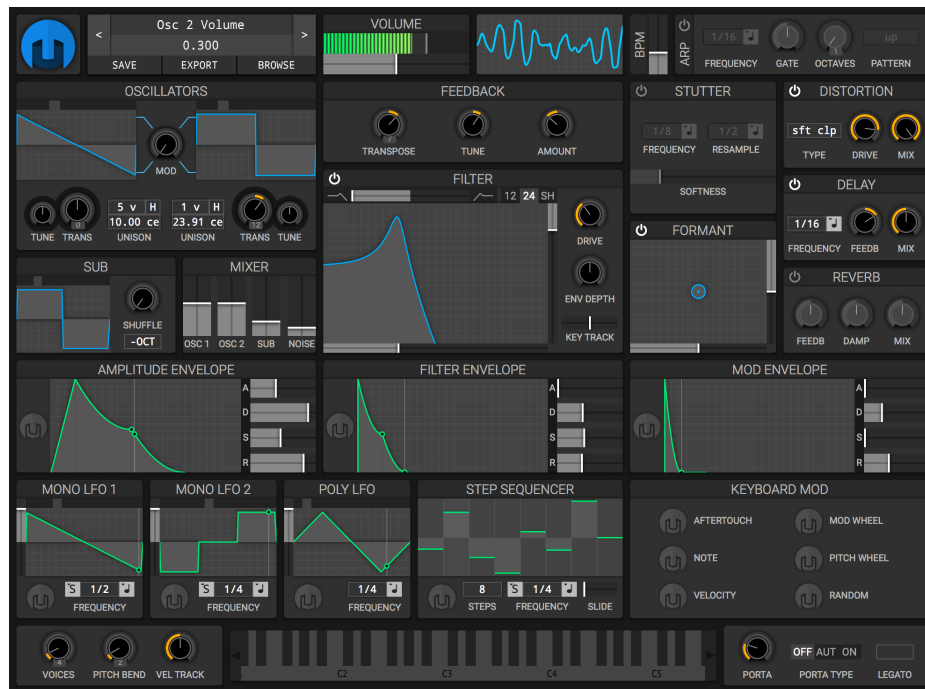 < Osc 2 Volume >
0.300
SAVE EXPORT BROWSE
VOLUME
BPM
ARP
1/16
up
FREQUENCY GATE OCTAVES PATTERN
1
OSCILLATORS
MOD
0
5 v H
10.00 ce
1 v H
23.91 ce
12
TUNE TRANS UNISON UNISON TRANS TUNE
FEEDBACK
/
TRANSPOSE TUNE AMOUNT
STUTTER
1/8 1/2
FREQUENCY RESAMPLE
SOFTNESS
DISTORTION
sft clp
TYPE DRIVE MIX
FILTER
12 24 SH
DRIVE
ENV DEPTH
KEY TRACK
FORMANT
DELAY
1/16
FREQUENCY FEEDB MIX
REVERB
FEEDB DAMP MIX
SUB
SHUFFLE
-OCT
MIXER
OSC 1 OSC 2 SUB NOISE
AMPLITUDE ENVELOPE
A
D
S
R
FILTER ENVELOPE
A
D
S
R
MOD ENVELOPE
A
D
S
R
MONO LFO 1
S 1/2
FREQUENCY
MONO LFO 2
S 1/4
FREQUENCY
POLY LFO
1/4
FREQUENCY
STEP SEQUENCER
8 S 1/4
STEPS FREQUENCY SLIDE
KEYBOARD MOD
AFTERTOUCH MOD WHEEL
NOTE PITCH WHEEL
VELOCITY RANDOM
4 2
VOICES PITCH BEND VEL TRACK
C2 C3 C4 C5
OFF AUT ON
PORTA PORTA TYPE LEGATO